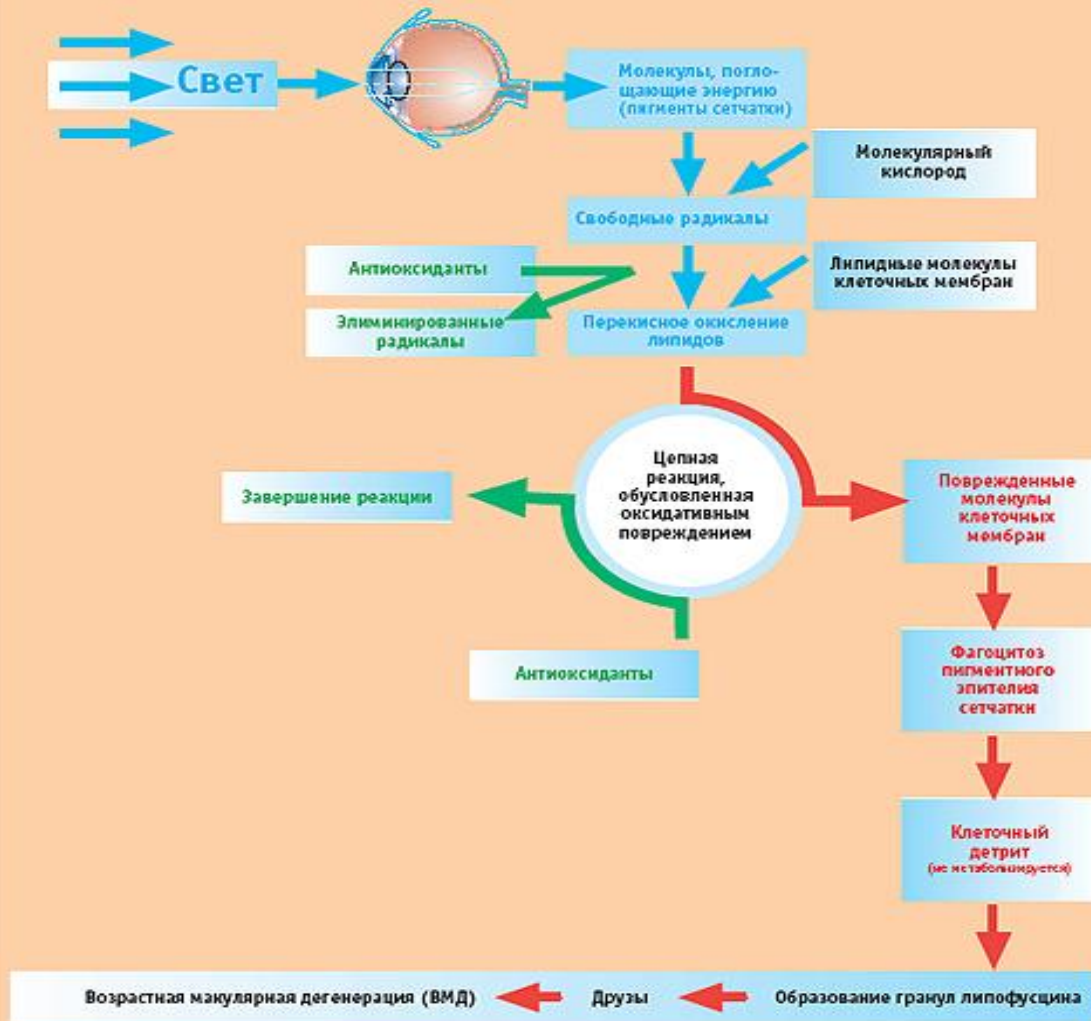 Свет
Молекулы, погло-
щающие энергию
(пигменты сетчатки)
Молекулярный
кислород
Свободные радикалы
Антиоксиданты
Липидные молекулы
клеточных мембран
Элиминированные
радикалы
Перекисное окисление
липидов
Цепная
реакция,
обусловленная
оксидативным
повреждением
Завершение реакции
Поврежденные
молекулы
клеточных
мембран
Антиоксиданты
Фагоцитоз
пигментного
эпителия
сетчатки
Клеточный
детрит
(не метаболизируется)
Возрастная макулярная дегенерация (ВМД)
Друзы
Образование гранул липофусцина